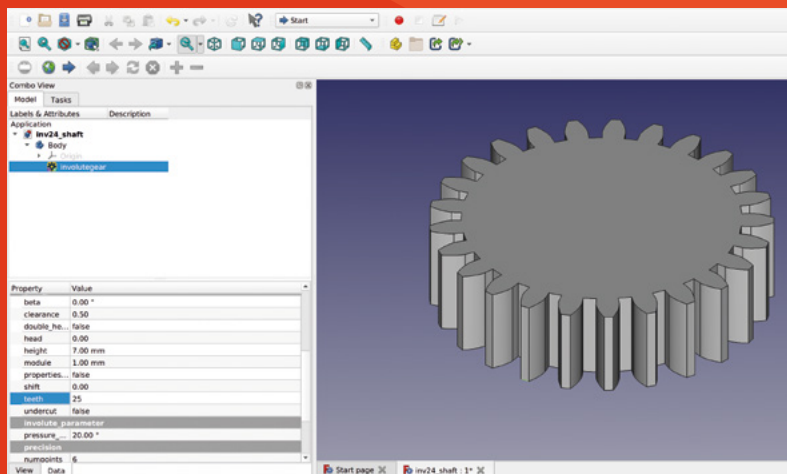 Start
Combo View
Model Tasks
Labels & Attributes Description
Application
inv24_shaft
Body
Origin
involutegear
Property Value
beta 0.00 °
clearance 0.50
double_he... false
head 0.00
height 7.00 mm
module 1.00 mm
properties... false
shift 0.00
teeth 25
undercut false
involute_parameter
pressure_... 20.00 °
precision
numpoints 6
View Data
Start page
inv24_shaft : 1*